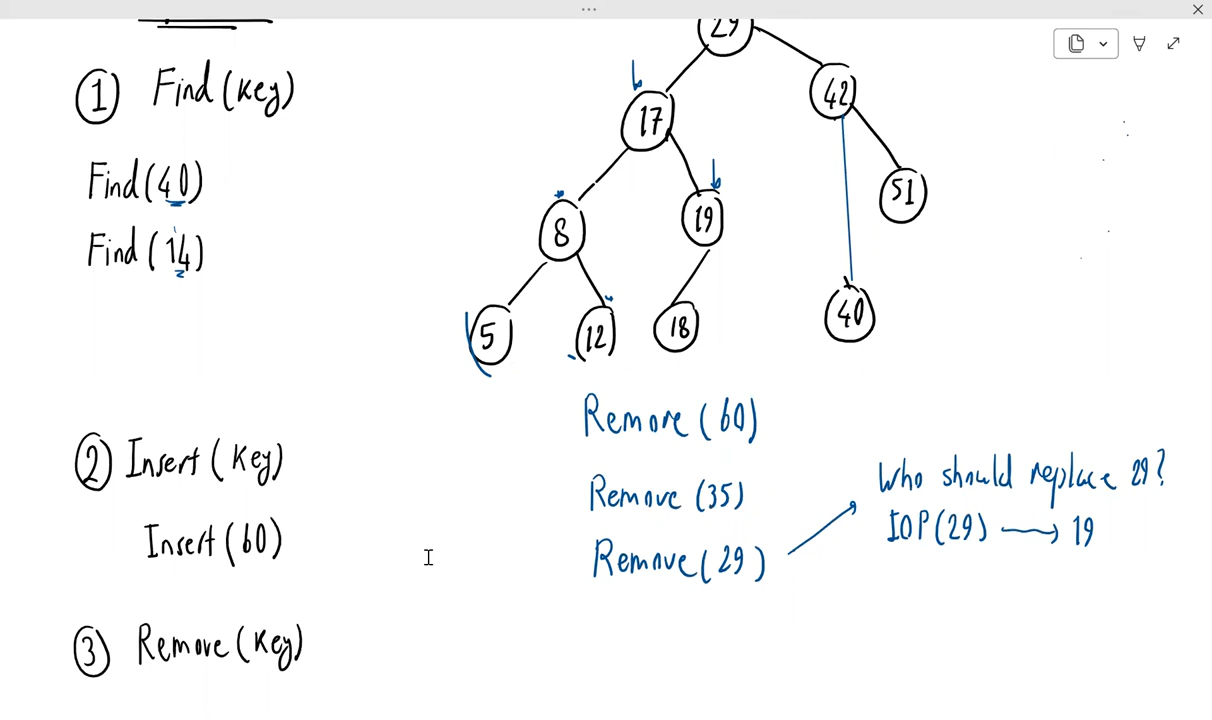 29
① Find(Key)
42
17
Find(40)
51
19
8
Find(14)
40
5
12
18
Remove(60)
② Insert(Key)
Who should replace 29?
Remove(35)
IOP(29) → 19
Insert(60)
Remove(29)
③ Remove(Key)